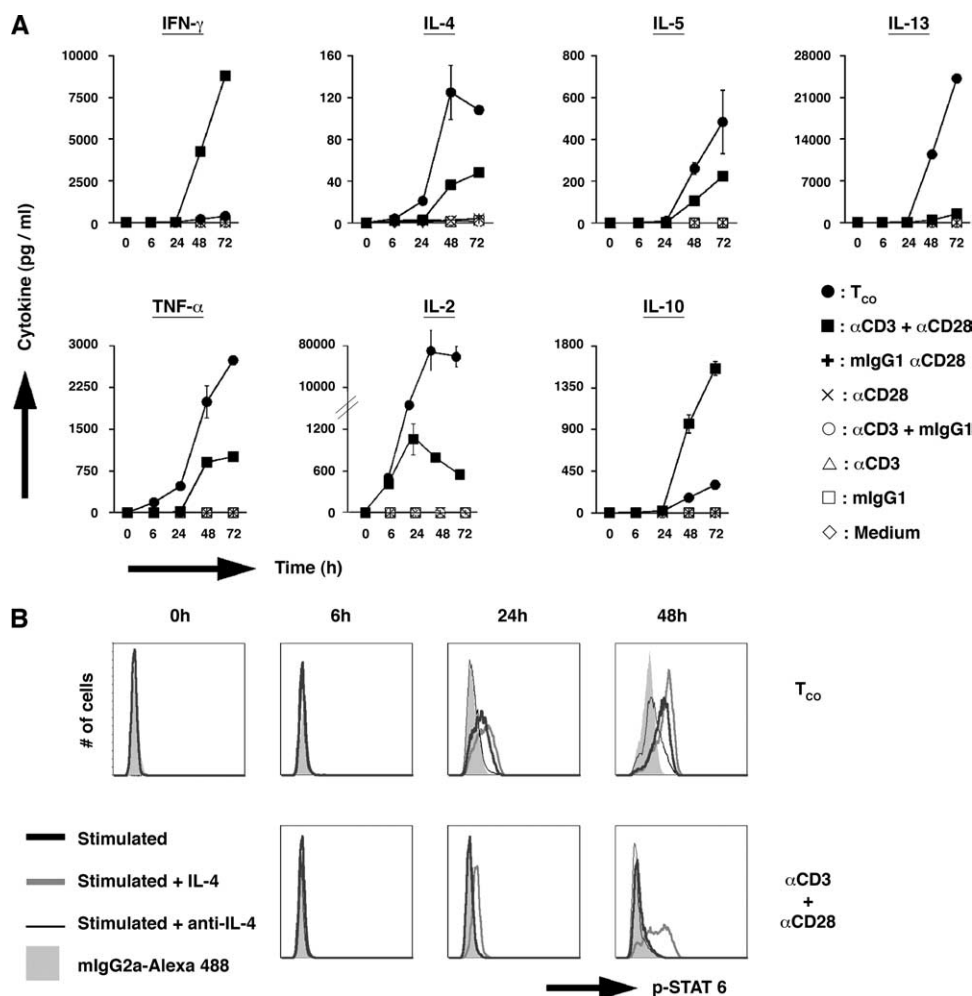 A
IFN-γ
IL-4
IL-5
IL-13
10000
7500
5000
2500
0
0 6 24 48 72
160
120
80
40
0
0 6 24 48 72
800
600
400
200
0
0 6 24 48 72
28000
21000
14000
7000
0
0 6 24 48 72
Cytokine (pg / ml)
TNF-α
IL-2
IL-10
3000
2250
1500
750
0
0 6 24 48 72
80000
10000
1200
600
0
0 6 24 48 72
1800
1350
900
450
0
0 6 24 48 72
: TCO
: αCD3 + αCD28
: mIgG1 αCD28
: αCD28
: αCD3 + mIgG1
: αCD3
: mIgG1
: Medium
Time (h)
B
0h
6h
24h
48h
# of cells
TCO
Stimulated
Stimulated + IL-4
Stimulated + anti-IL-4
mIgG2a-Alexa 488
αCD3
+
αCD28
p-STAT 6